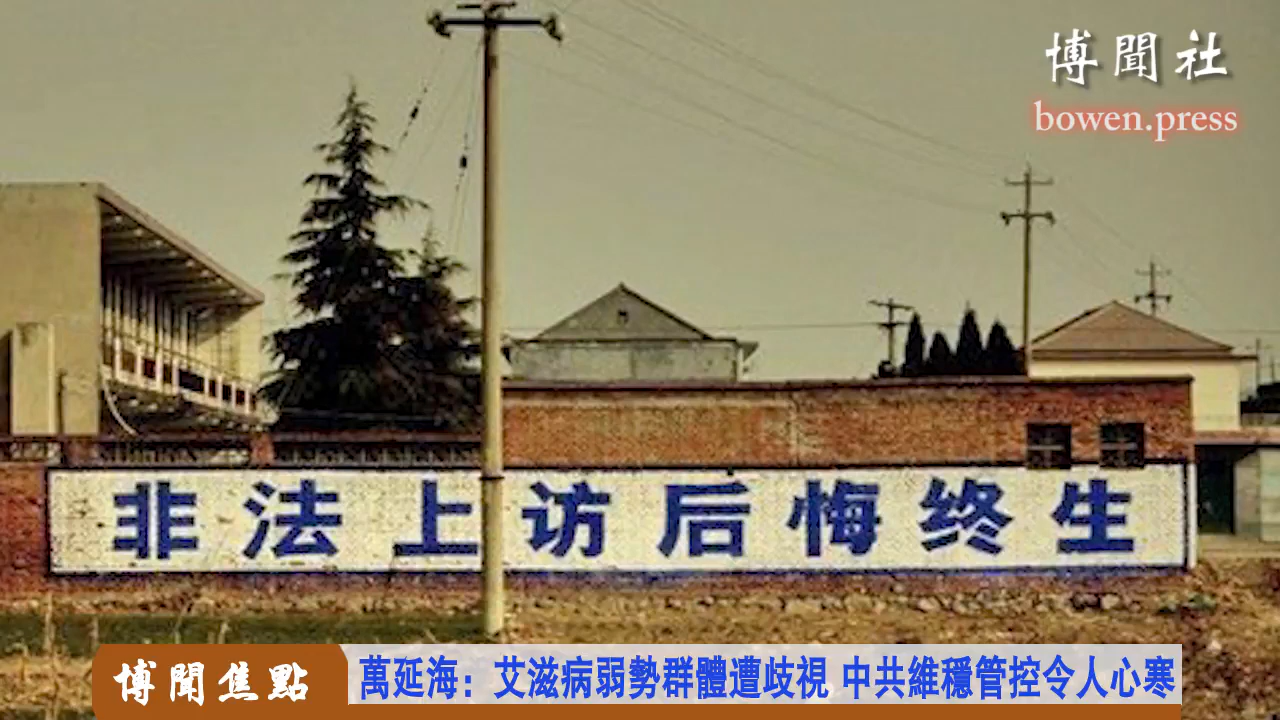 博聞社
bowen.press
非法上访后悔终生
博聞焦點
萬延海：艾滋病弱勢群體遭歧視 中共維穩管控令人心寒